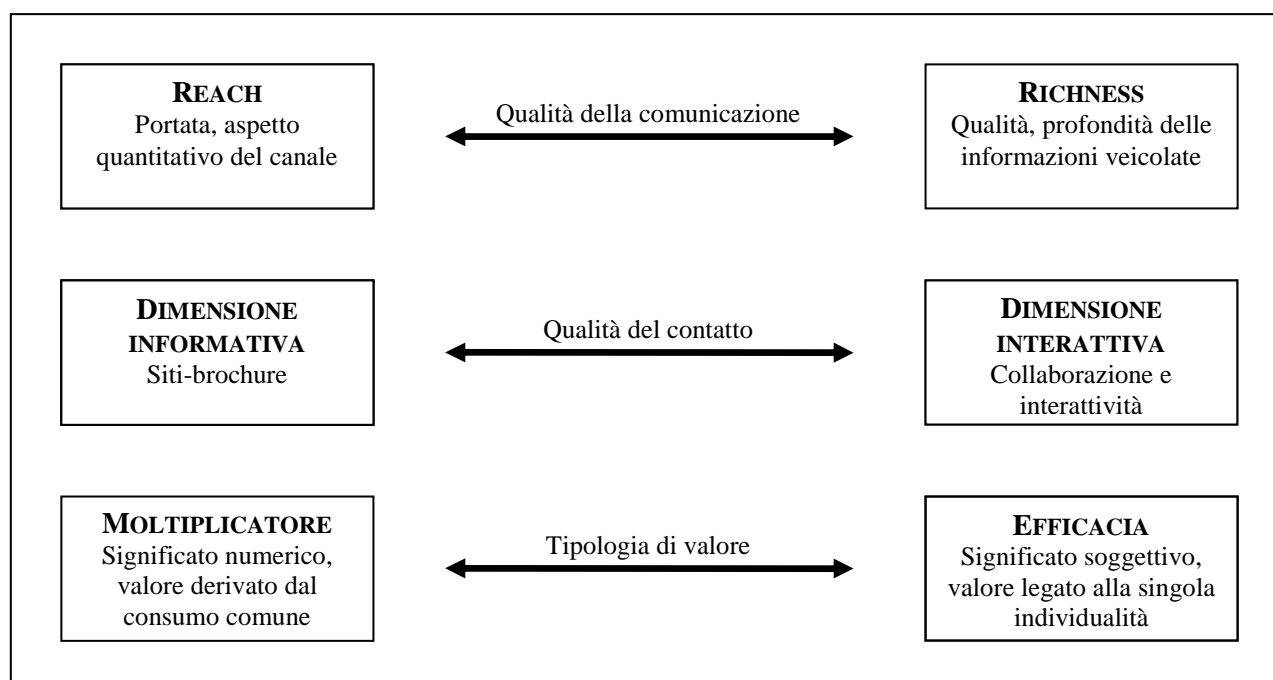 REACH
Portata, aspetto
quantitativo del canale
Qualità della comunicazione
RICHNESS
Qualità, profondità delle
informazioni veicolate
DIMENSIONE
INFORMATIVA
Siti-brochure
Qualità del contatto
DIMENSIONE
INTERATTIVA
Collaborazione e
interattività
MOLTIPLICATORE
Significato numerico,
valore derivato dal
consumo comune
Tipologia di valore
EFFICACIA
Significato soggettivo,
valore legato alla singola
individualità